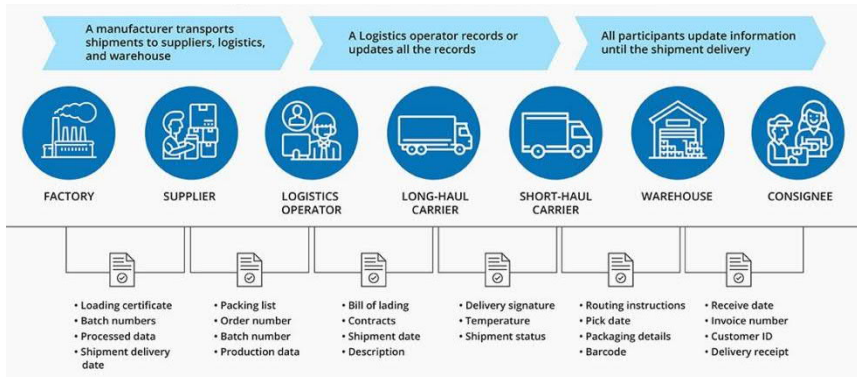 A manufacturer transports
shipments to suppliers, logistics,
and warehouse
A Logistics operator records or
updates all the records
All participants update information
until the shipment delivery
FACTORY
SUPPLIER
LOGISTICS
OPERATOR
LONG-HAUL
CARRIER
SHORT-HAUL
CARRIER
WAREHOUSE
CONSIGNEE
• Loading certificate
• Batch numbers
• Processed data
• Shipment delivery
date
• Packing list
• Order number
• Batch number
• Production data
• Bill of lading
• Contracts
• Shipment date
• Description
• Delivery signature
• Temperature
• Shipment status
• Routing instructions
• Pick date
• Packaging details
• Barcode
• Receive date
• Invoice number
• Customer ID
• Delivery receipt